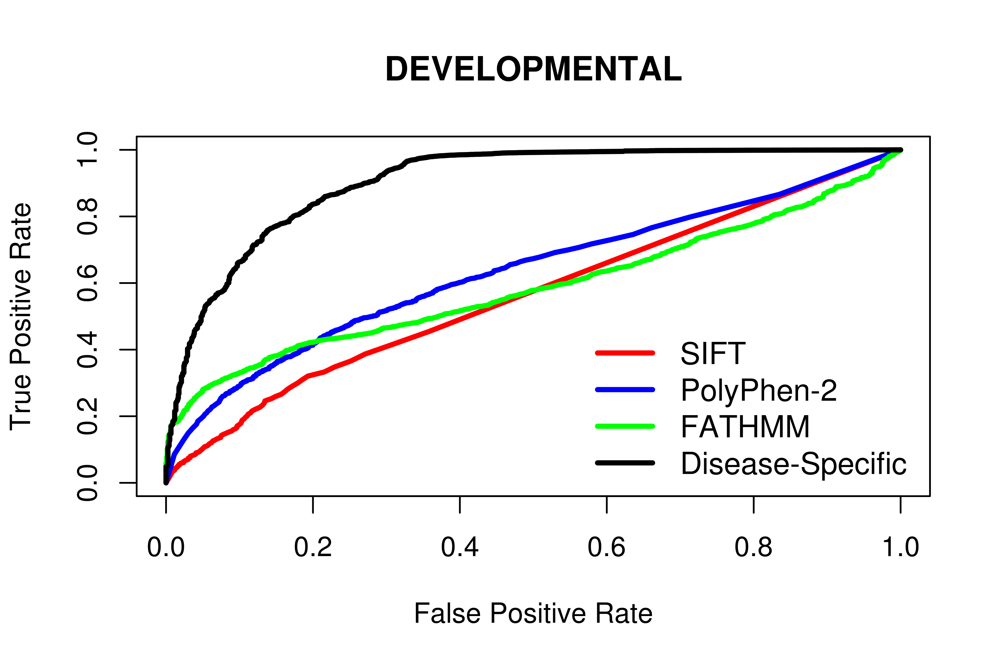 DEVELOPMENTAL
True Positive Rate
1.0
0.8
0.6
0.4
0.2
0.0
SIFT
PolyPhen-2
FATHMM
Disease-Specific
0.0 0.2 0.4 0.6 0.8 1.0
False Positive Rate